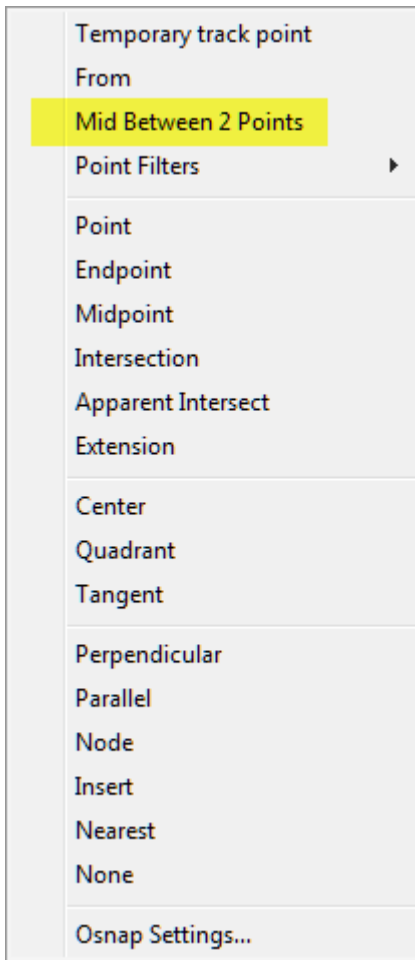 Temporary track point
From
Mid Between 2 Points
Point Filters
Point
Endpoint
Midpoint
Intersection
Apparent Intersect
Extension
Center
Quadrant
Tangent
Perpendicular
Parallel
Node
Insert
Nearest
None
Osnap Settings...